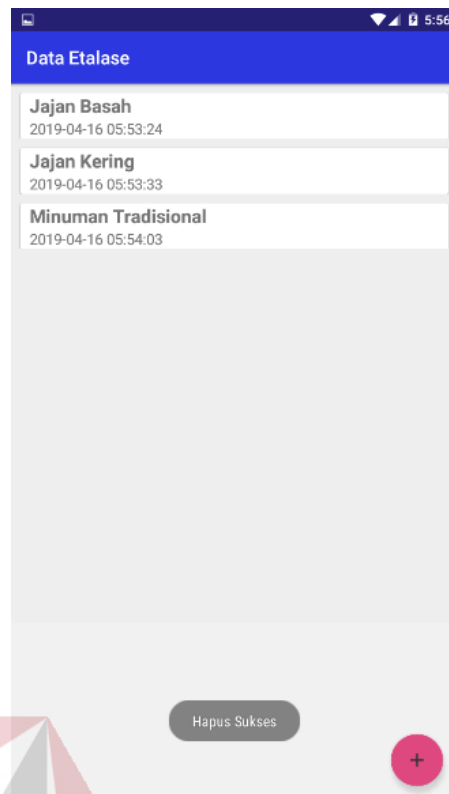 5:56
Data Etalase
Jajan Basah
2019-04-16 05:53:24
Jajan Kering
2019-04-16 05:53:33
Minuman Tradisional
2019-04-16 05:54:03
Hapus Sukses
+